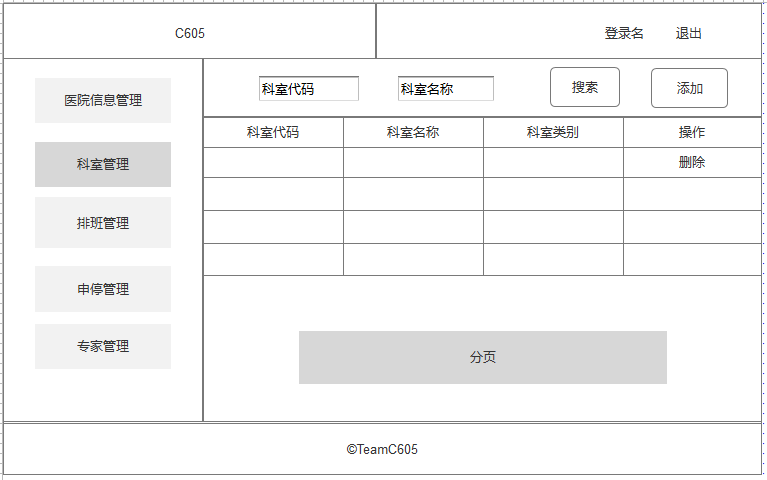 C605
登录名 退出
医院信息管理
科室管理
排班管理
申停管理
专家管理
科室代码 科室名称 搜索 添加
科室代码 科室名称 科室类别 操作
删除
分页
©TeamC605